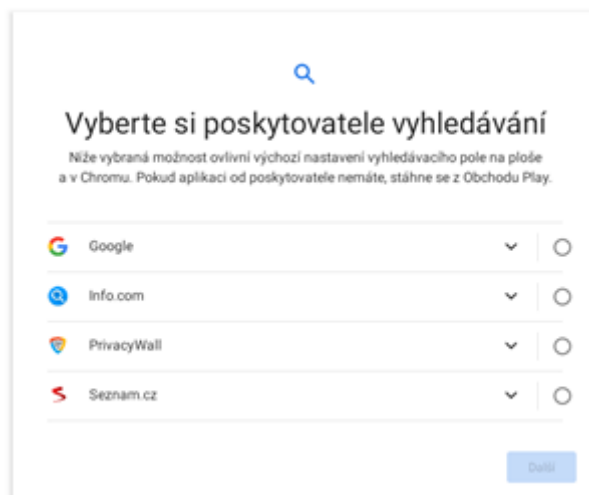 Vyberte si poskytovatele vyhledávání
Níže vybraná možnost ovlivní výchozí nastavení vyhledávacího pole na ploše
a v Chromu. Pokud aplikaci od poskytovatele nemáte, stáhne se z Obchodu Play.
Google
Info.com
PrivacyWall
Seznam.cz
Další